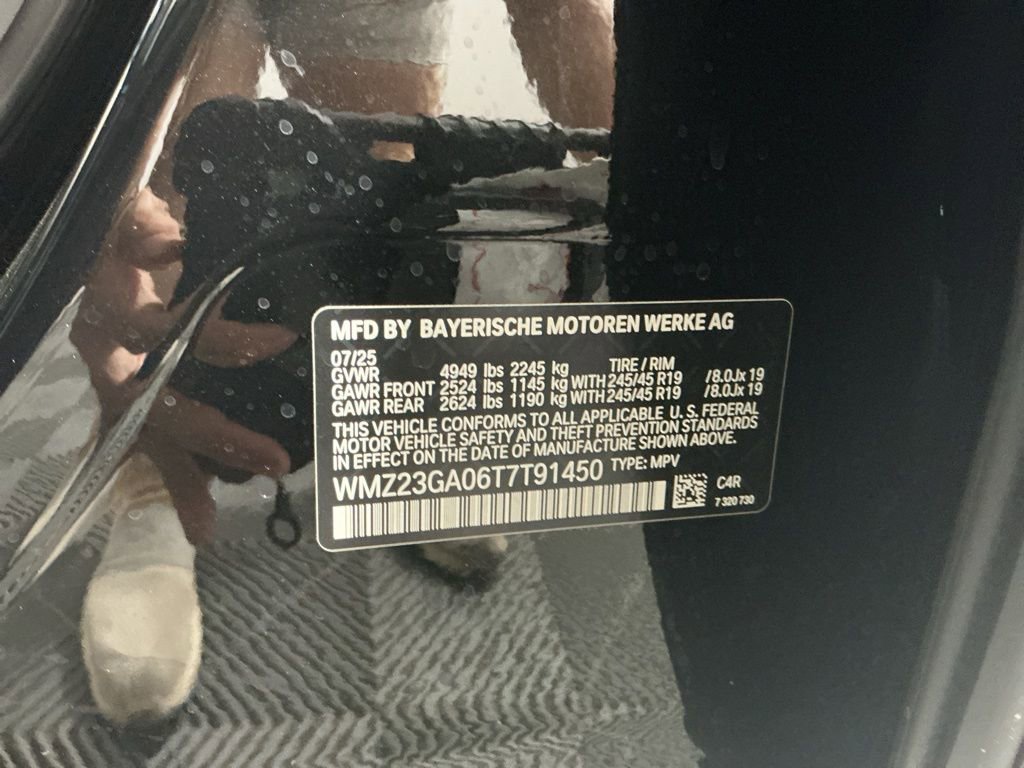 MFD BY BAYERISCHE MOTOREN WERKE AG
07/25
GVWR 4949 lbs 2245 kg TIRE / RIM
GAWR FRONT 2524 lbs 1145 kg WITH 245/45 R19 /8.0Jx 19
GAWR REAR 2624 lbs 1190 kg WITH 245/45 R19 /8.0Jx 19
THIS VEHICLE CONFORMS TO ALL APPLICABLE U. S. FEDERAL
MOTOR VEHICLE SAFETY AND THEFT PREVENTION STANDARDS
IN EFFECT ON THE DATE OF MANUFACTURE SHOWN ABOVE.
WMZ23GA06T7T91450 TYPE: MPV
C4R
7 320 730